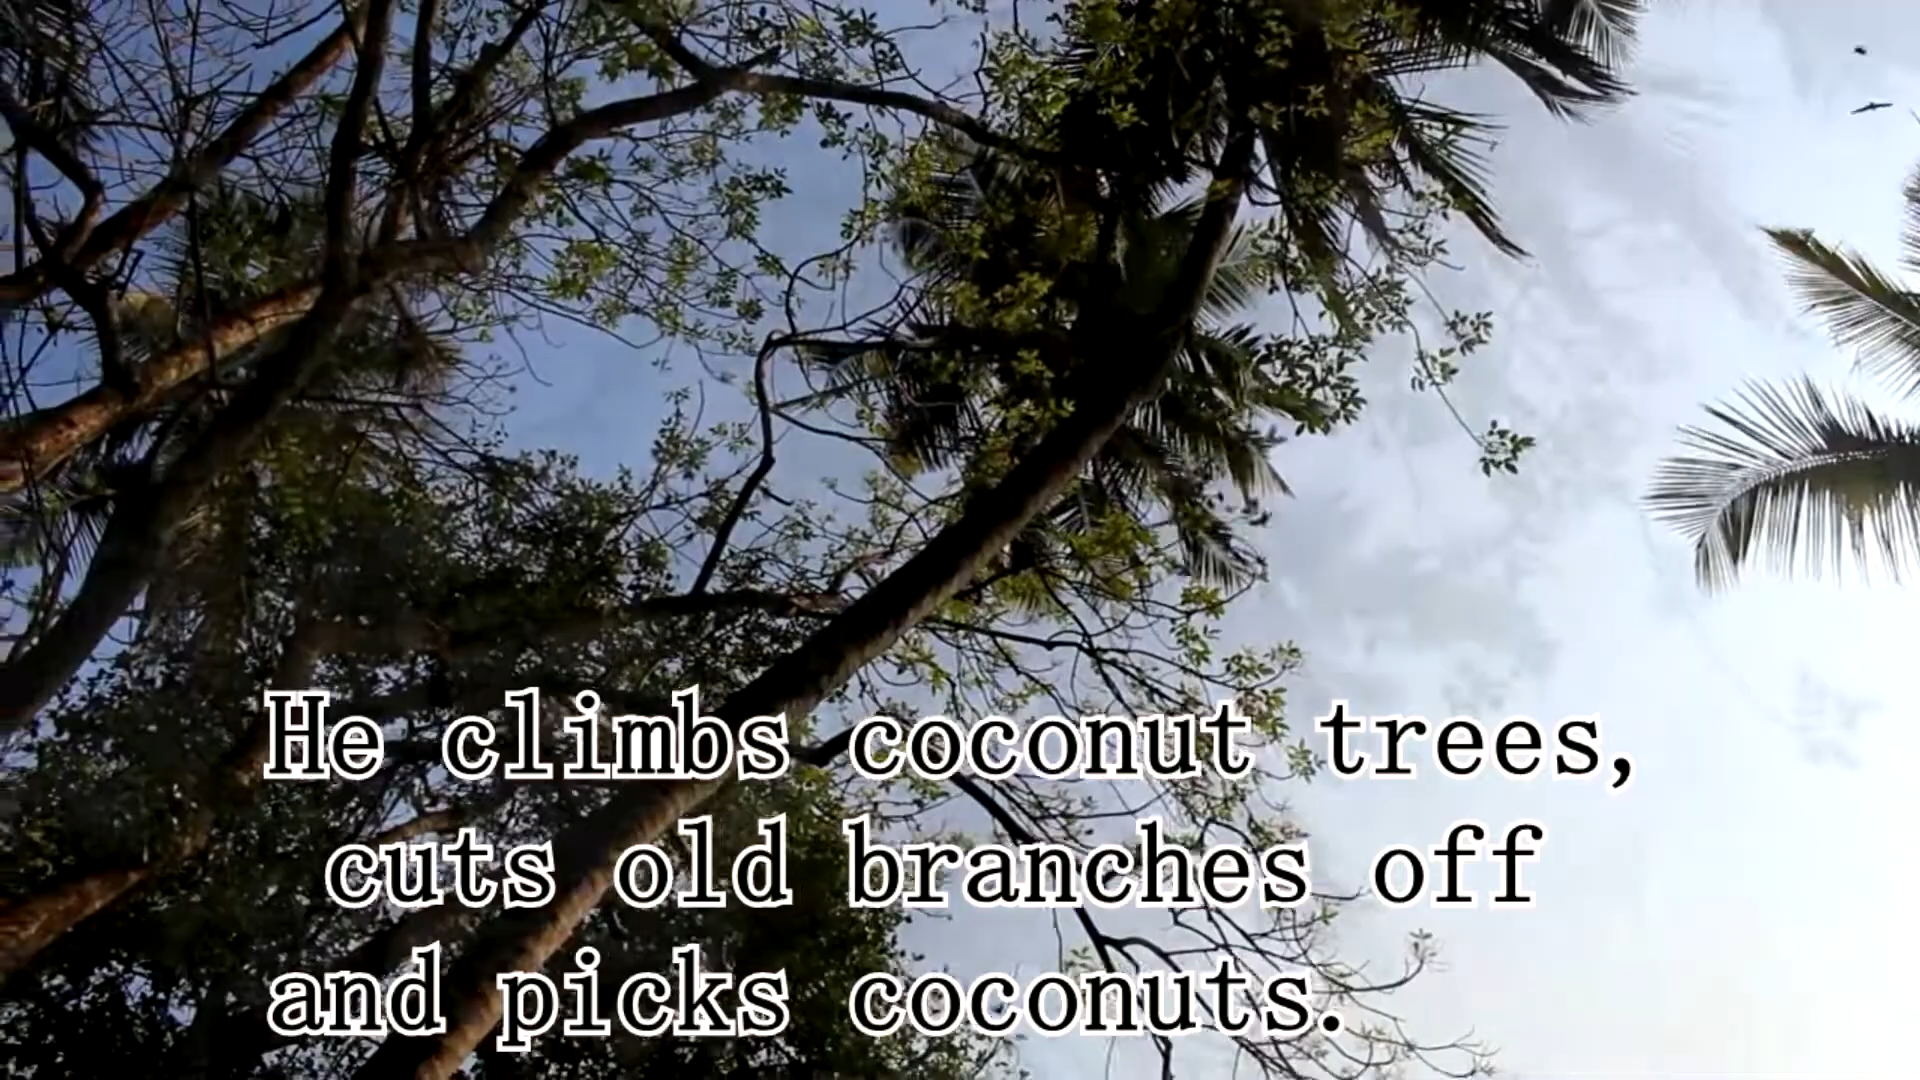 He climbs coconut trees,
cuts old branches off
and picks coconuts.